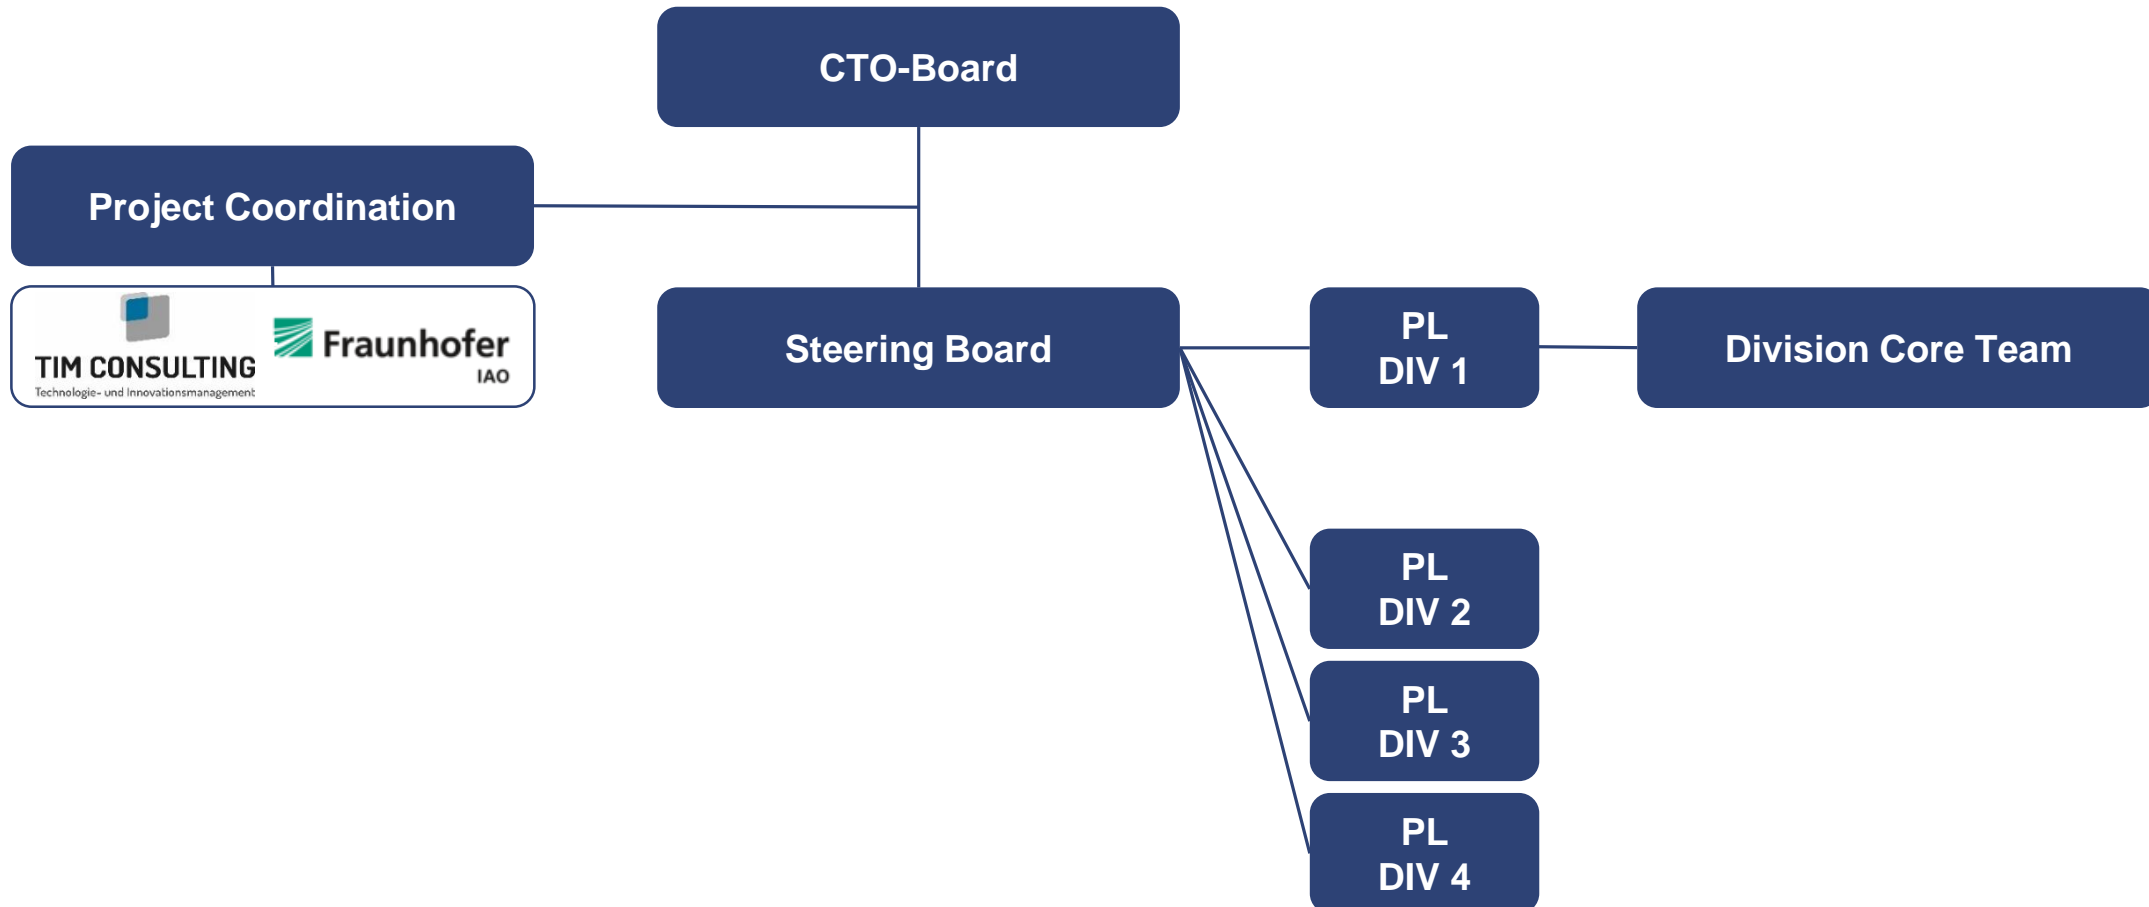 CTO-Board
Project Coordination
TIM CONSULTING
Technologie- und Innovationsmanagement
Fraunhofer
IAO
Steering Board
PL
DIV 1
Division Core Team
PL
DIV 2
PL
DIV 3
PL
DIV 4